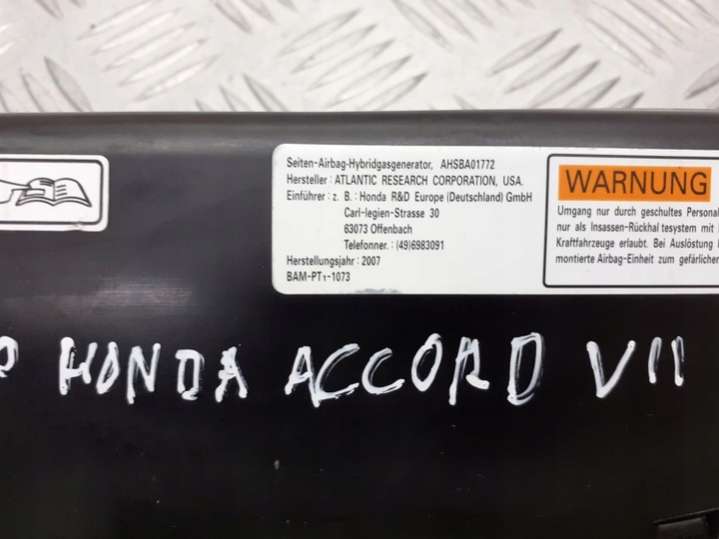 Seiten-Airbag-Hybridgasgenerator, AHSBA01772
Hersteller : ATLANTIC RESEARCH CORPORATION, USA.
Einführer : z. B. : Honda R&D Europe (Deutschland) GmbH
Carl-legien-Strasse 30
63073 Offenbach
Telefonner. : (49)6983091
Herstellungsjahr : 2007
BAM-PT1-1073
WARNUNG
Umgang nur durch geschultes Personal
nur als Insassen-Rückhal tesystem mit
Kraftfahrzeuge erlaubt. Bei Auslösung
montierte Airbag-Einheit zum gefärlichen
HONDA ACCORD VII